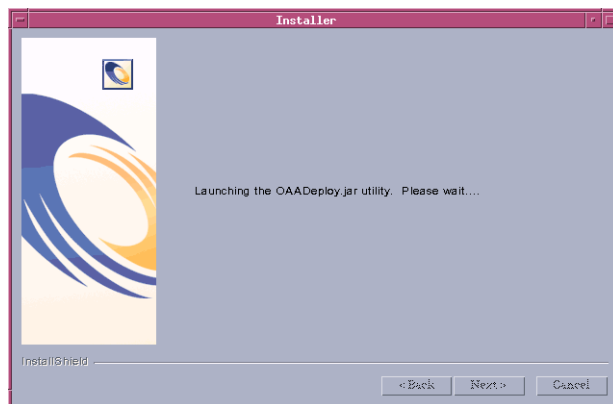 Installer
Launching the OAADeploy.jar utility. Please wait....
InstallShield
< Back
Next >
Cancel